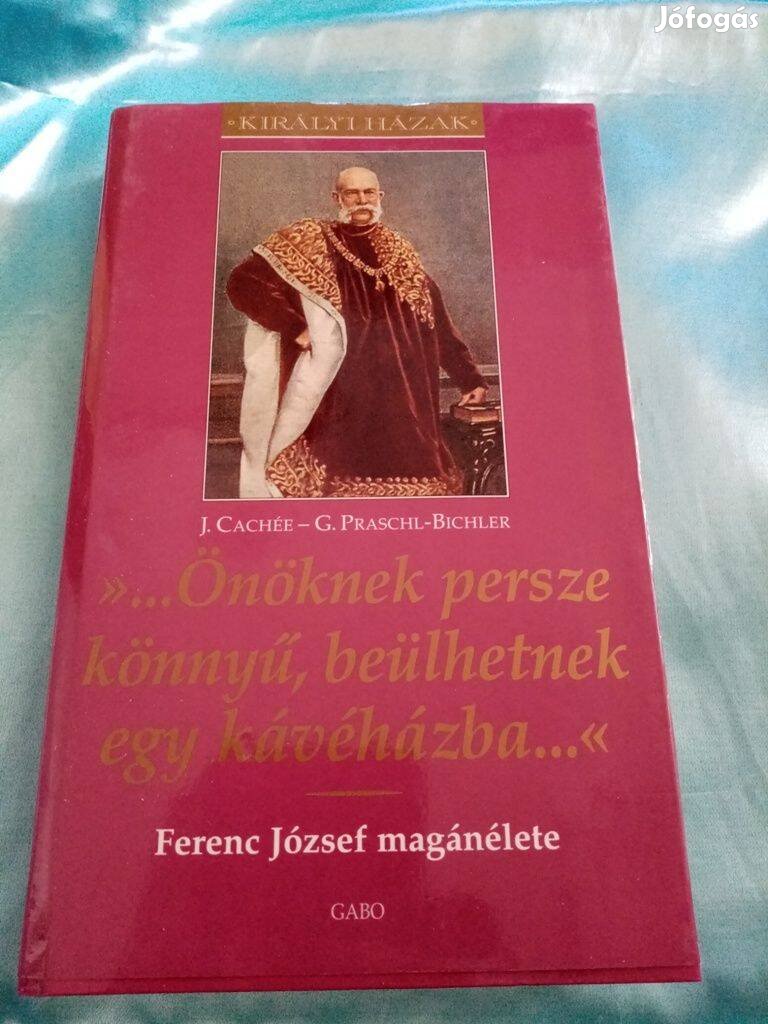 Jófogás
KIRÁLYI HÁZAK
J. CACHÉE – G. PRASCHL-BICHLER
»...Önöknek persze
könnyű, beülhetnek
egy kávéházba...«
Ferenc József magánélete
GABO